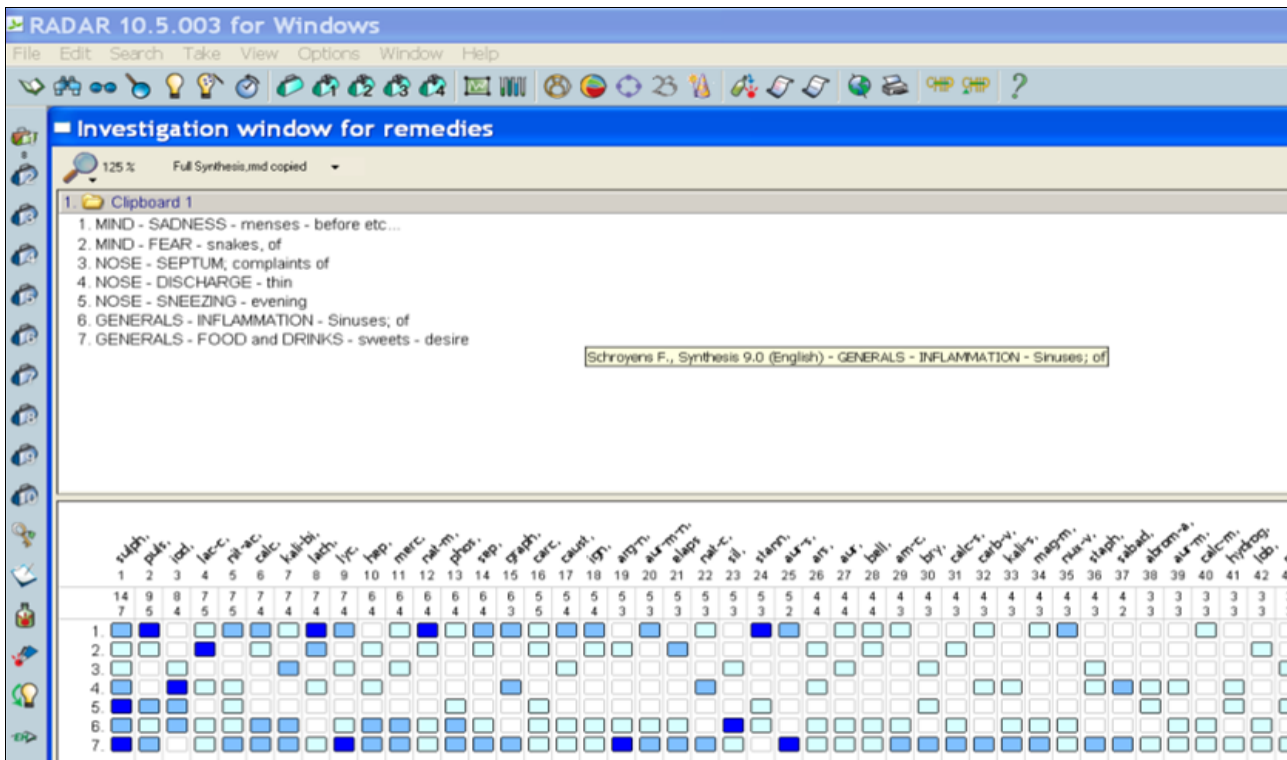 RADAR 10.5.003 for Windows
File Edit Search Take View Options Window Help
Investigation window for remedies
125 % Full Synthesis,rmd copied
1. Clipboard 1
1. MIND - SADNESS - menses - before etc...
2. MIND - FEAR - snakes, of
3. NOSE - SEPTUM; complaints of
4. NOSE - DISCHARGE - thin
5. NOSE - SNEEZING - evening
6. GENERALS - INFLAMMATION - Sinuses; of
7. GENERALS - FOOD and DRINKS - sweets - desire
Schroyens F., Synthesis 9.0 (English) - GENERALS - INFLAMMATION - Sinuses; of
sulph. puls. iod. lac-c. nit-ac. calc. kali-bi. lach. lyc. hep. merc. nat-m. phos. sep. graph. carc. caust. ign. arg-n. aur-m-n. elaps nat-c. sil. stann. aur-s. ars. aur. bell. am-c. bry. calc-s. carb-v. kali-s. mag-m. nux-v. staph. sabad. abrom-a. aur-m. calc-m. hydrog. lob.
1 2 3 4 5 6 7 8 9 10 11 12 13 14 15 16 17 18 19 20 21 22 23 24 25 26 27 28 29 30 31 32 33 34 35 36 37 38 39 40 41 42
14 9 8 7 7 7 7 7 7 6 6 6 6 6 6 5 5 5 5 5 5 5 5 5 5 4 4 4 4 4 4 4 4 4 4 4 4 3 3 3 3 3
7 5 4 5 5 4 4 4 4 4 4 4 4 4 3 5 4 4 3 3 3 3 3 3 2 4 4 4 3 3 3 3 3 3 3 3 2 3 3 3 3 3
1.
2.
3.
4.
5.
6.
7.